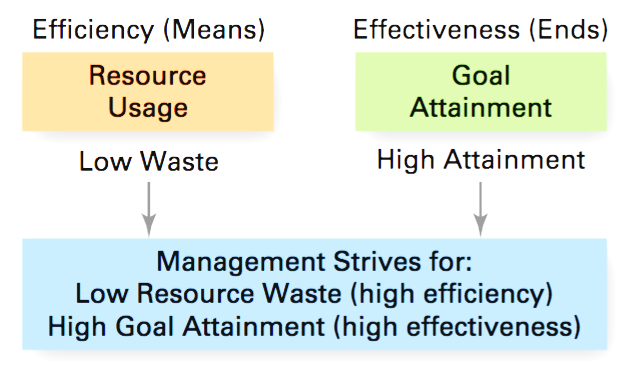 Efficiency (Means)
Effectiveness (Ends)
Resource
Usage
Goal
Attainment
Low Waste
High Attainment
Management Strives for:
Low Resource Waste (high efficiency)
High Goal Attainment (high effectiveness)